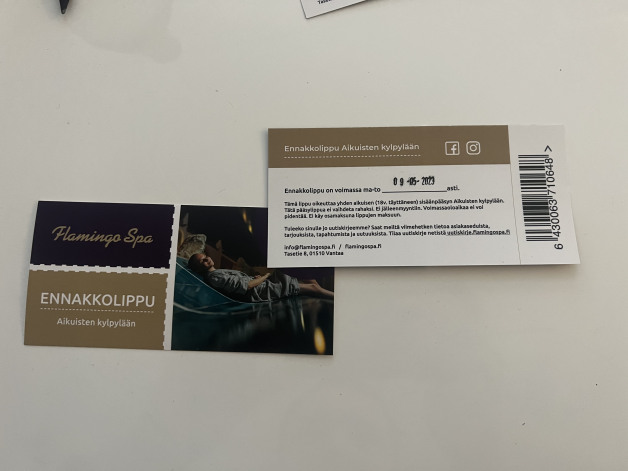 Flamingo Spa
ENNAKKOLIPPU
Aikuisten kylpylään
Ennakkolippu Aikuisten kylpylään
Ennakkolippu on voimassa ma-to 09-05-2023 asti.
Tämä lippu oikeuttaa yhden aikuisen (18v. täyttäneen) sisäänpääsyn Aikuisten kylpylään.
Tätä pääsylippua ei vaihdeta rahaksi. Ei jälleenmyyntiin. Voimassaoloaikaa ei voi
pidentää. Ei käy osamaksuna lippujen maksuun.
Tuleeko sinulle jo uutiskirjeemme? Saat meiltä viimehetken tietoa asiakaseduista,
tarjouksista, tapahtumista ja uutuuksista. Tilaa uutiskirje netistä uutiskirje.flamingospa.fi
info@flamingospa.fi / flamingospa.fi
Tasetie 8, 01510 Vantaa
6 430063 710648 >